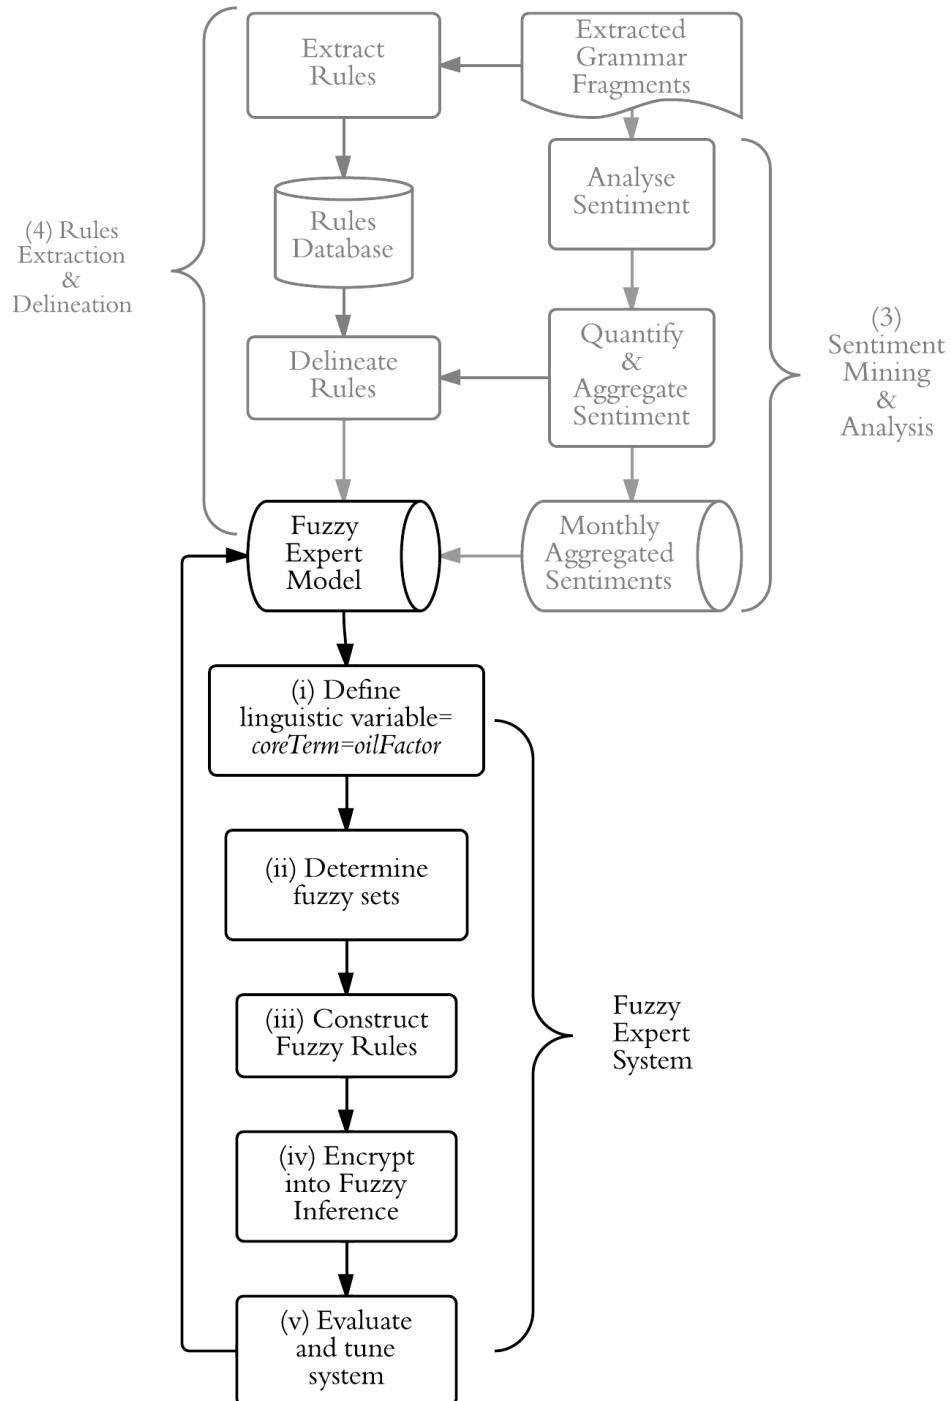 Extract
Rules
Extracted
Grammar
Fragments
Analyse
Sentiment
Rules
Database
(4) Rules
Extraction
&
Delineation
Quantify
&
Aggregate
Sentiment
(3)
Sentiment
Mining
&
Analysis
Delineate
Rules
Fuzzy
Expert
Model
Monthly
Aggregated
Sentiments
(i) Define
linguistic variable=
coreTerm=oilFactor
(ii) Determine
fuzzy sets
(iii) Construct
Fuzzy Rules
Fuzzy
Expert
System
(iv) Encrypt
into Fuzzy
Inference
(v) Evaluate
and tune
system